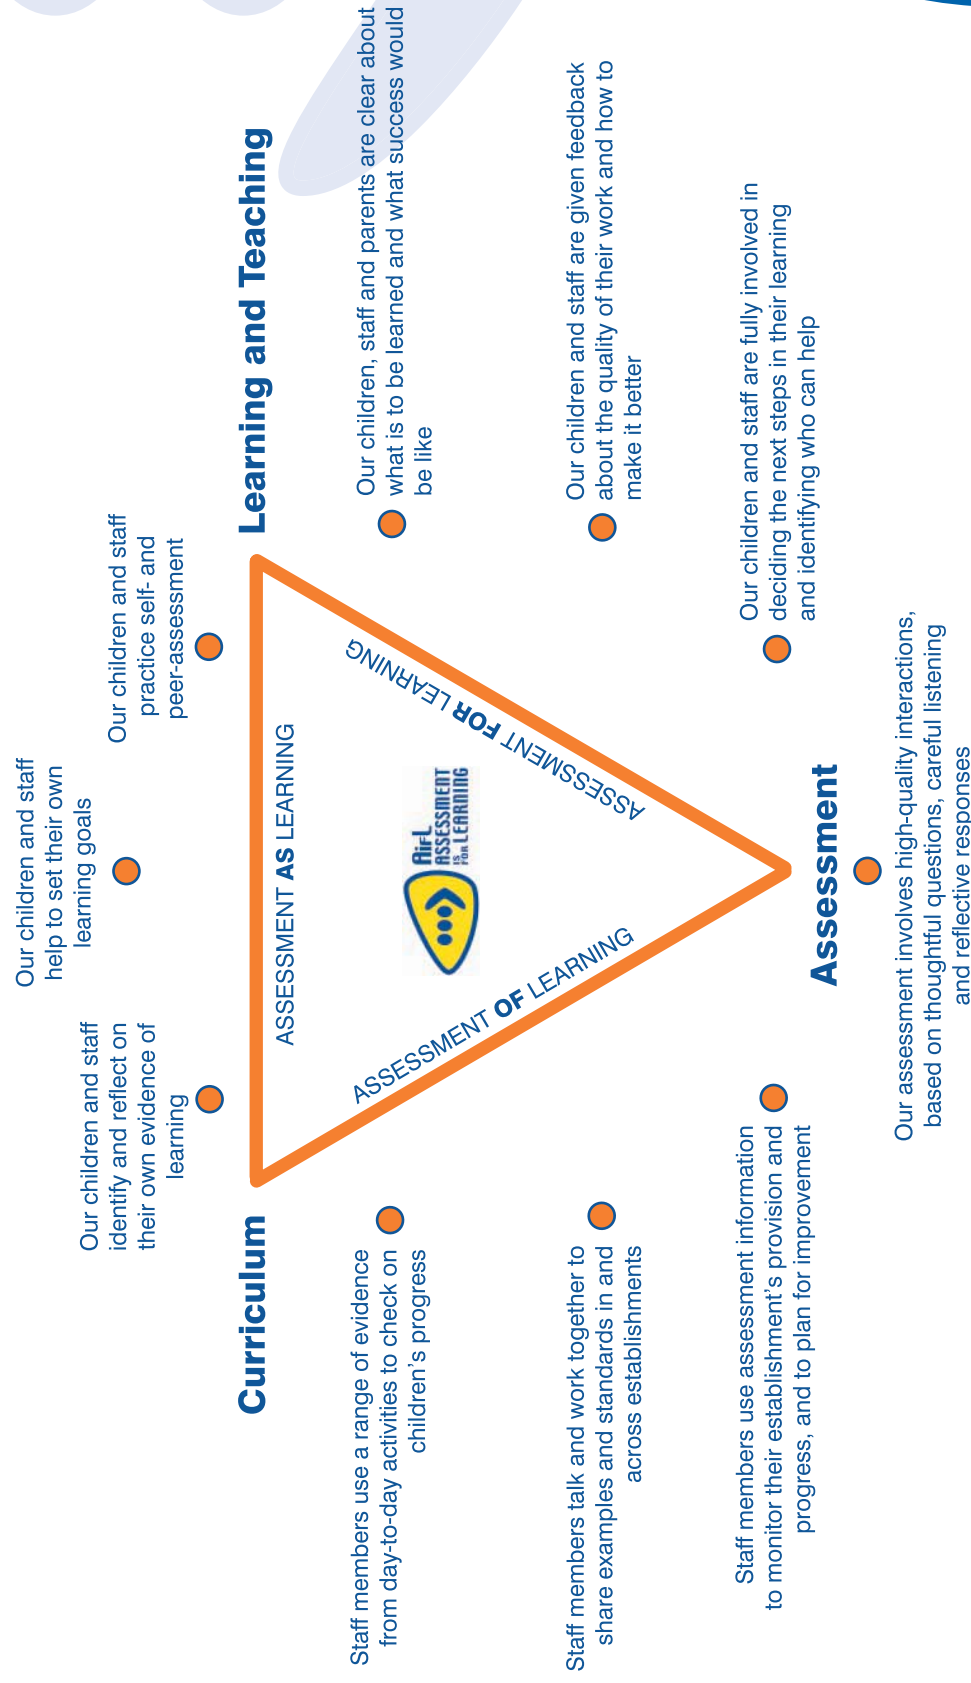 Our children and staff
help to set their own
learning goals
Our children and staff
identify and reflect on
their own evidence of
learning
Our children and staff
practice self- and
peer-assessment
Curriculum
Learning and Teaching
ASSESSMENT AS LEARNING
Staff members use a range of evidence
from day-to-day activities to check on
children's progress
Our children, staff and parents are clear about
what is to be learned and what success would
be like
AifL
ASSESSMENT
IS
FOR LEARNING
ASSESSMENT OF LEARNING
ASSESSMENT FOR LEARNING
Staff members talk and work together to
share examples and standards in and
across establishments
Our children and staff are given feedback
about the quality of their work and how to
make it better
Staff members use assessment information
to monitor their establishment's provision and
progress, and to plan for improvement
Our children and staff are fully involved in
deciding the next steps in their learning
and identifying who can help
Assessment
Our assessment involves high-quality interactions,
based on thoughtful questions, careful listening
and reflective responses